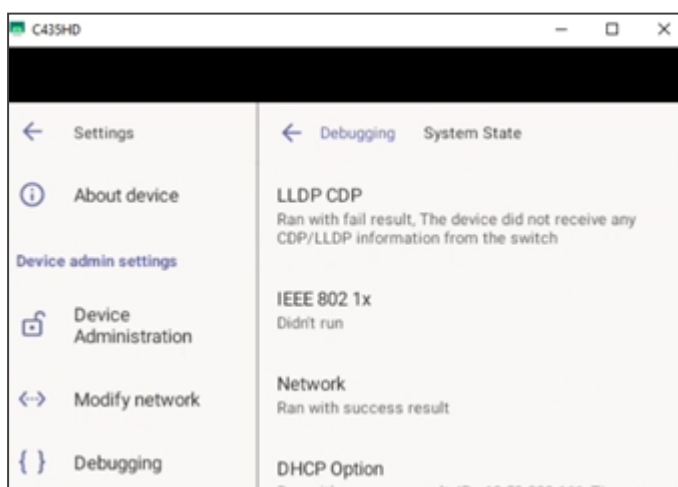 C435HD
Settings
Debugging System State
About device
LLDP CDP
Ran with fail result, The device did not receive any
CDP/LLDP information from the switch
Device admin settings
IEEE 802 1x
Didn't run
Device
Administration
Network
Ran with success result
Modify network
Debugging
DHCP Option